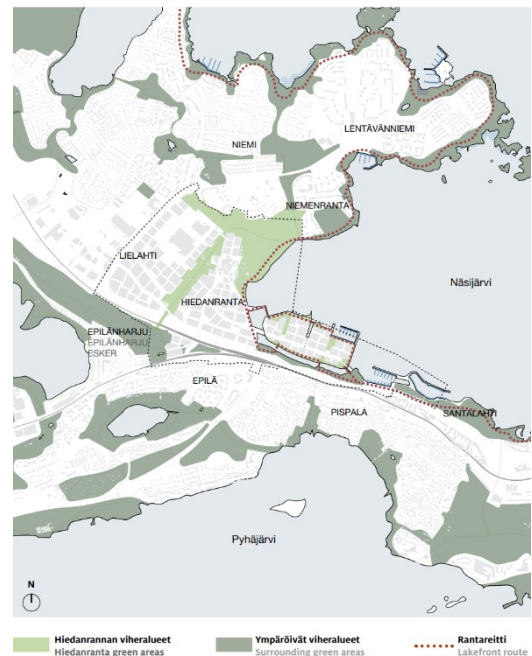 NIEMI
LENTÄVÄNNIEMI
NIEMENRANTA
LIELAHTI
Näsijärvi
HIEDANRANTA
EPILÄNHARJU
EPILÄNHARJU
ESKER
EPILÄ
SANTALAHTI
PISPALA
Pyhäjärvi
N
Hiedanrannan viheralueet
Hiedanranta green areas
Ympäröivät viheralueet
Surrounding green areas
Rantareitti
Lakefront route